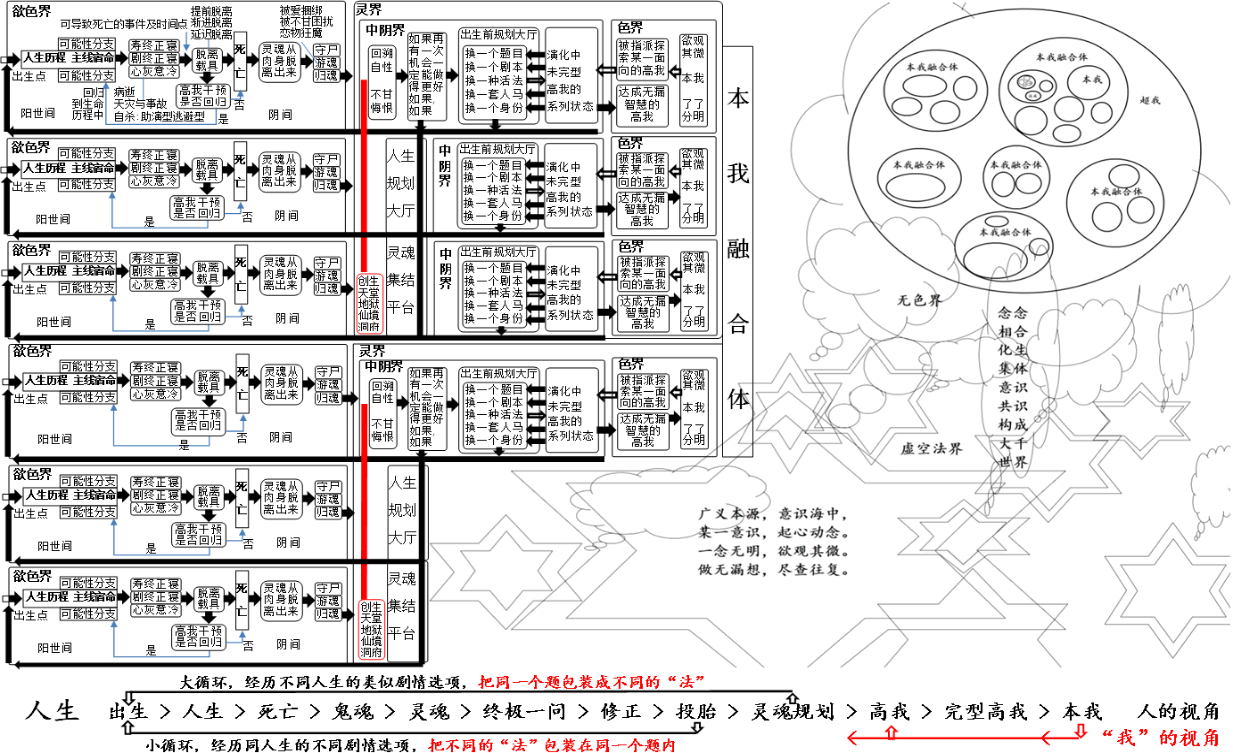 欲色界
可导致死亡的事件及时间点
提前脱离
渐进脱离
延迟脱离
被爱捆绑
被不甘困扰
恋物狂魔
可能性分支
人生历程 主线宿命
可能性分支
出生点
寿终正寝
剧终正寝
心灰意冷
脱离
载具
死亡
灵魂从
肉身脱
离出来
守尸
游魂
归魂
高我干预
是否回归
否
是
回归
到生命
历程中
病逝
天灾与事故
自杀:助演型逃避型
阳世间
阴间
灵界
中阴界
回溯
自性
不甘
悔恨
如果再
有一次
机会一
定能做
得更好
如果,
如果
出生前规划大厅
换一个题目
换一个剧本
换一种活法
换一套人马
换一个身份
演化中
未完型
高我的
系列状态
色界
被指派探
索某一面
向的高我
达成无漏
智慧的
高我
欲观
其微
本我
了了
分明
欲色界
可能性分支
人生历程 主线宿命
可能性分支
出生点
寿终正寝
剧终正寝
心灰意冷
脱离
载具
死亡
灵魂从
肉身脱
离出来
守尸
游魂
归魂
高我干预
是否回归
否
是
阳世间
阴间
人生
规划
大厅
中阴界
出生前规划大厅
换一个题目
换一个剧本
换一种活法
换一套人马
换一个身份
演化中
未完型
高我的
系列状态
色界
被指派探
索某一面
向的高我
达成无漏
智慧的
高我
欲观
其微
本我
了了
分明
欲色界
可能性分支
人生历程 主线宿命
可能性分支
出生点
寿终正寝
剧终正寝
心灰意冷
脱离
载具
死亡
灵魂从
肉身脱
离出来
守尸
游魂
归魂
高我干预
是否回归
否
是
阳世间
阴间
创生
天堂
地狱
仙境
洞府
灵魂
集结
平台
中阴界
出生前规划大厅
换一个题目
换一个剧本
换一种活法
换一套人马
换一个身份
演化中
未完型
高我的
系列状态
色界
被指派探
索某一面
向的高我
达成无漏
智慧的
高我
欲观
其微
本我
了了
分明
欲色界
可能性分支
人生历程 主线宿命
可能性分支
出生点
寿终正寝
剧终正寝
心灰意冷
脱离
载具
死亡
灵魂从
肉身脱
离出来
守尸
游魂
归魂
高我干预
是否回归
否
是
阳世间
阴间
灵界
中阴界
回溯
自性
不甘
悔恨
如果再
有一次
机会一
定能做
得更好
如果,
如果
出生前规划大厅
换一个题目
换一个剧本
换一种活法
换一套人马
换一个身份
演化中
未完型
高我的
系列状态
色界
被指派探
索某一面
向的高我
达成无漏
智慧的
高我
欲观
其微
本我
了了
分明
欲色界
可能性分支
人生历程 主线宿命
可能性分支
出生点
寿终正寝
剧终正寝
心灰意冷
脱离
载具
死亡
灵魂从
肉身脱
离出来
守尸
游魂
归魂
高我干预
是否回归
否
是
阳世间
阴间
人生
规划
大厅
欲色界
可能性分支
人生历程 主线宿命
可能性分支
出生点
寿终正寝
剧终正寝
心灰意冷
脱离
载具
死亡
灵魂从
肉身脱
离出来
守尸
游魂
归魂
高我干预
是否回归
否
是
阳世间
阴间
创生
天堂
地狱
仙境
洞府
灵魂
集结
平台
本我融合体
本我融合体
本我融合体
本我
超我
本我融合体
本我融合体
本我融合体
本我融合体
无色界
念念
相合
化生
集体
意识
共识
构成
大千
世界
虚空法界
广义本源，意识海中，
某一意识，起心动念。
一念无明，欲观其微。
做无漏想，尽查往复。
大循环，经历不同人生的类似剧情选项，把同一个题包装成不同的“法”
人生 出生 > 人生 > 死亡 > 鬼魂 > 灵魂 > 终极一问 > 修正 > 投胎 > 灵魂规划 > 高我 > 完型高我 > 本我 人的视角
小循环，经历同人生的不同剧情选项，把不同的“法”包装在同一个题内
“我”的视角